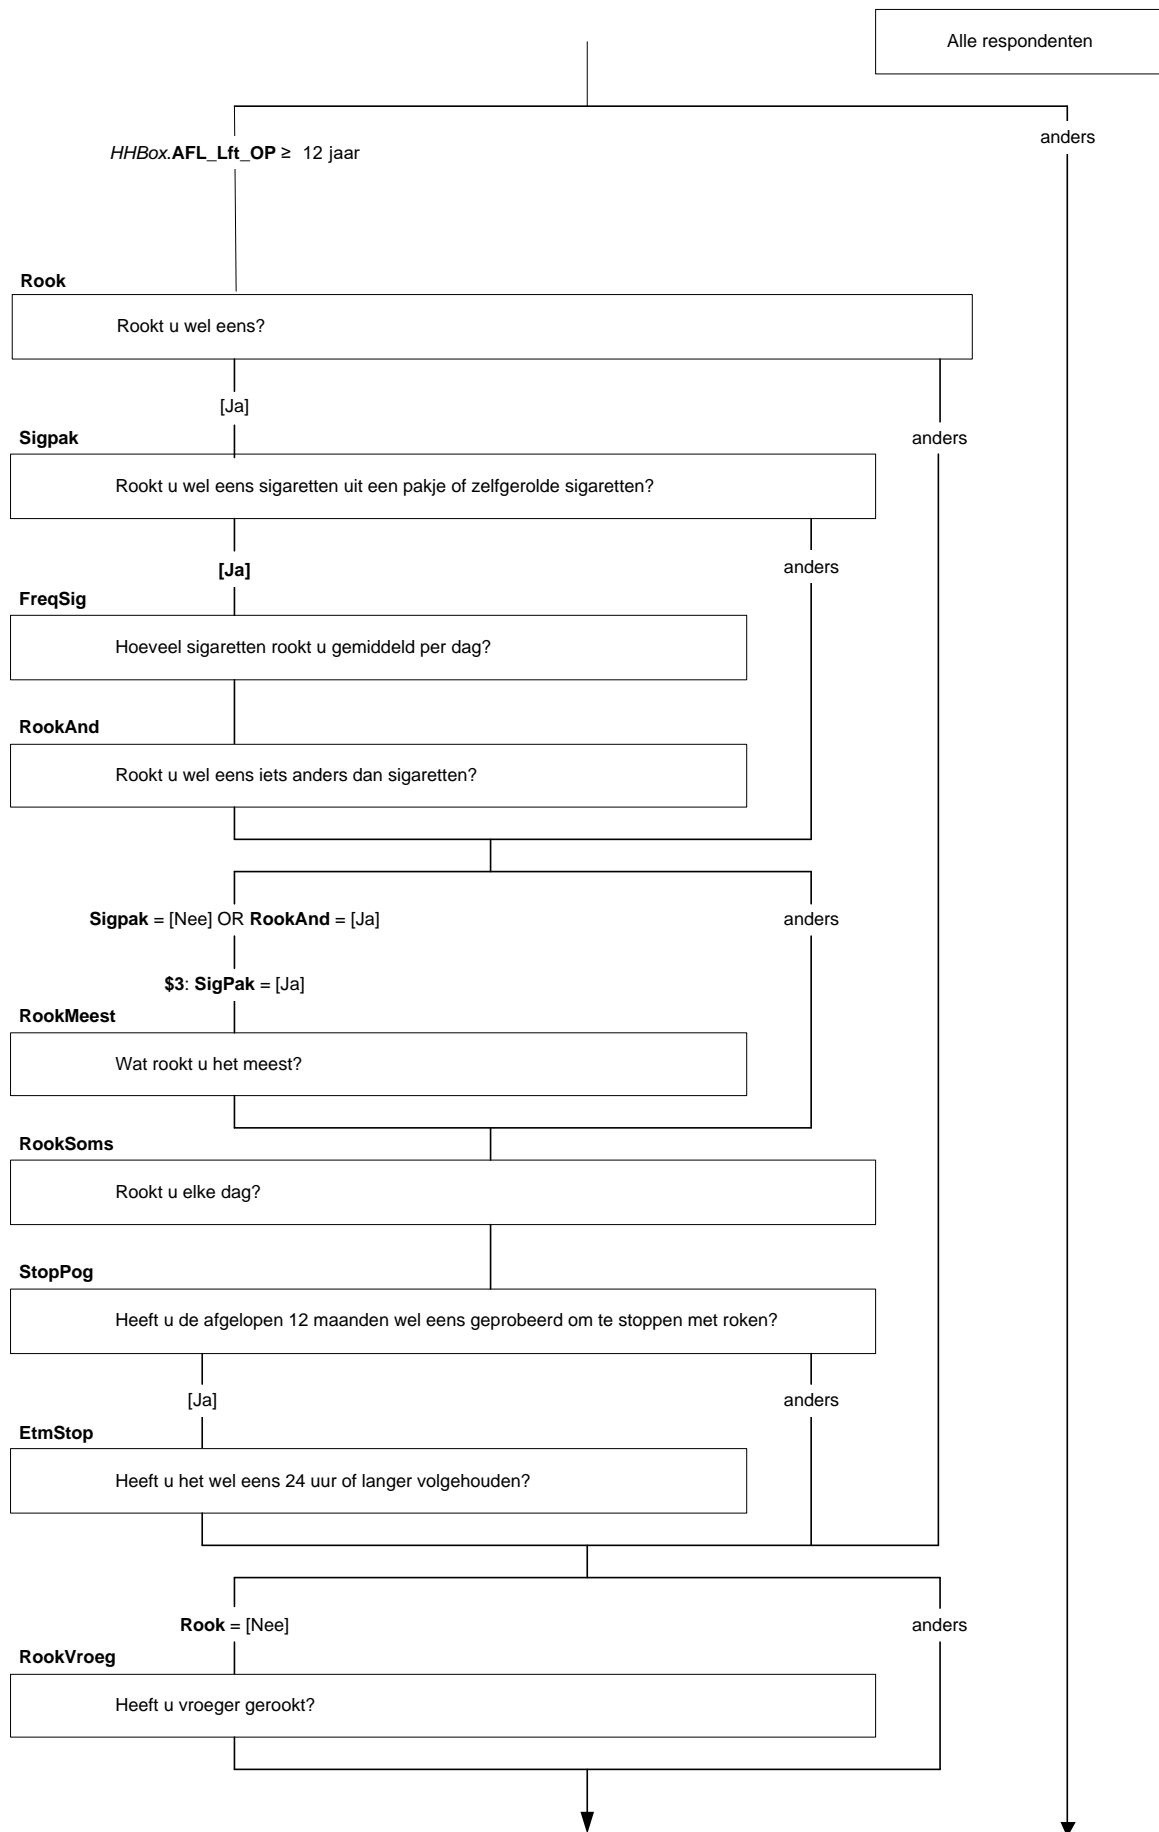 Alle respondenten
anders
HHBox.AFL_Lft_OP ≥ 12 jaar
Rook
Rookt u wel eens?
[Ja]
Sigpak
anders
Rookt u wel eens sigaretten uit een pakje of zelfgerolde sigaretten?
[Ja]
anders
FreqSig
Hoeveel sigaretten rookt u gemiddeld per dag?
RookAnd
Rookt u wel eens iets anders dan sigaretten?
Sigpak = [Nee] OR RookAnd = [Ja]
anders
$3: SigPak = [Ja]
RookMeest
Wat rookt u het meest?
RookSoms
Rookt u elke dag?
StopPog
Heeft u de afgelopen 12 maanden wel eens geprobeerd om te stoppen met roken?
[Ja]
anders
EtmStop
Heeft u het wel eens 24 uur of langer volgehouden?
Rook = [Nee]
anders
RookVroeg
Heeft u vroeger gerookt?